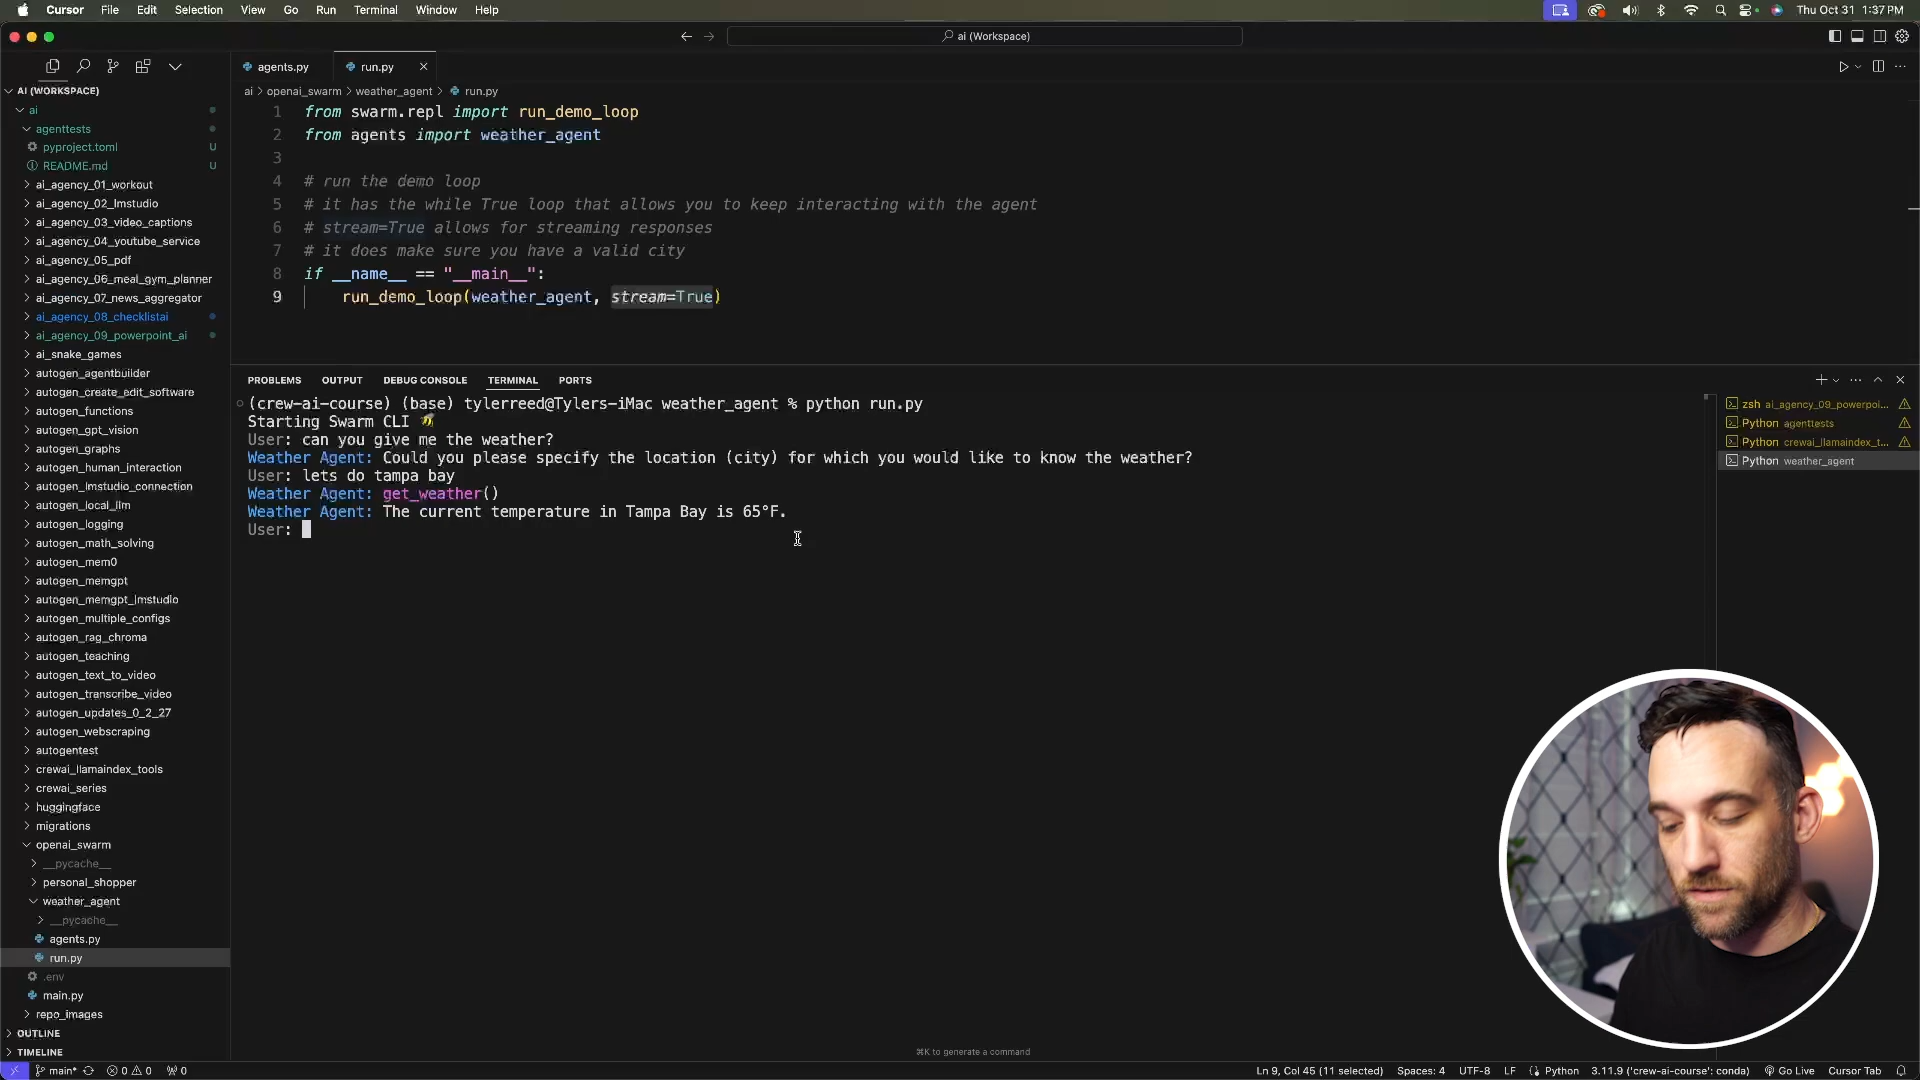 Cursor File Edit Selection View Go Run Terminal Window Help
Thu Oct 31 1:37 PM
ai (Workspace)
agents.py
run.py
AI (WORKSPACE)
ai
agenttests
pyproject.toml U
README.md U
ai_agency_01_workout
ai_agency_02_lmstudio
ai_agency_03_video_captions
ai_agency_04_youtube_service
ai_agency_05_pdf
ai_agency_06_meal_gym_planner
ai_agency_07_news_aggregator
ai_agency_08_checklistai
ai_agency_09_powerpoint_ai
ai_snake_games
autogen_agentbuilder
autogen_create_edit_software
autogen_functions
autogen_gpt_vision
autogen_graphs
autogen_human_interaction
autogen_lmstudio_connection
autogen_local_llm
autogen_logging
autogen_math_solving
autogen_mem0
autogen_memgpt
autogen_memgpt_lmstudio
autogen_multiple_configs
autogen_rag_chroma
autogen_teaching
autogen_text_to_video
autogen_transcribe_video
autogen_updates_0_2_27
autogen_webscraping
autogentest
crewai_llamaindex_tools
crewai_series
huggingface
migrations
openai_swarm
__pycache__
personal_shopper
weather_agent
__pycache__
agents.py
run.py
.env
main.py
repo_images
OUTLINE
TIMELINE
ai > openai_swarm > weather_agent > run.py
1 from swarm.repl import run_demo_loop
2 from agents import weather_agent
3
4 # run the demo loop
5 # it has the while True loop that allows you to keep interacting with the agent
6 # stream=True allows for streaming responses
7 # it does make sure you have a valid city
8 if __name__ == "__main__":
9 run_demo_loop(weather_agent, stream=True)
PROBLEMS OUTPUT DEBUG CONSOLE TERMINAL PORTS
(crew-ai-course) (base) tylerreed@Tylers-iMac weather_agent % python run.py
Starting Swarm CLI 🐝
User: can you give me the weather?
Weather Agent: Could you please specify the location (city) for which you would like to know the weather?
User: lets do tampa bay
Weather Agent: get_weather()
Weather Agent: The current temperature in Tampa Bay is 65°F.
User:
zsh ai_agency_09_powerpoi...
Python agenttests
Python crewai_llamaindex_t...
Python weather_agent
⌘K to generate a command
main* 0 0 0
Ln 9, Col 45 (11 selected) Spaces: 4 UTF-8 LF Python 3.11.9 ('crew-ai-course': conda) Go Live Cursor Tab